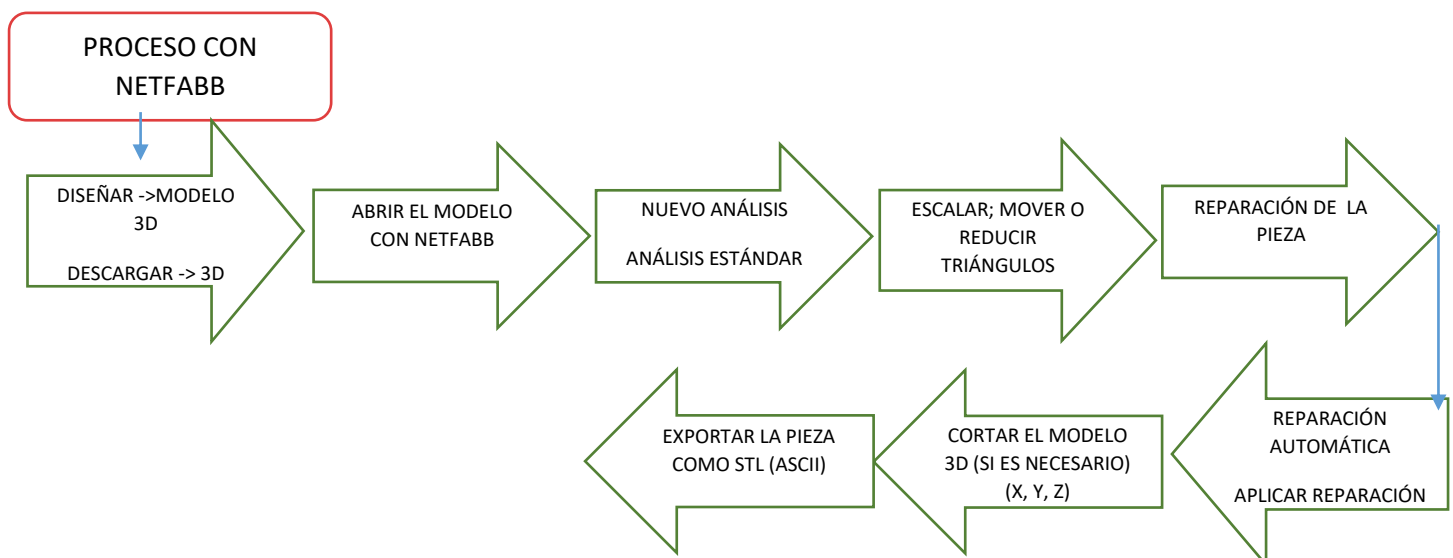 PROCESO CON
NETFABB
DISEÑAR ->MODELO
3D
DESCARGAR -> 3D
ABRIR EL MODELO
CON NETFABB
NUEVO ANÁLISIS
ANÁLISIS ESTÁNDAR
ESCALAR; MOVER O
REDUCIR
TRIÁNGULOS
REPARACIÓN DE LA
PIEZA
REPARACIÓN
AUTOMÁTICA
APLICAR REPARACIÓN
CORTAR EL MODELO
3D (SI ES NECESARIO)
(X, Y, Z)
EXPORTAR LA PIEZA
COMO STL (ASCII)